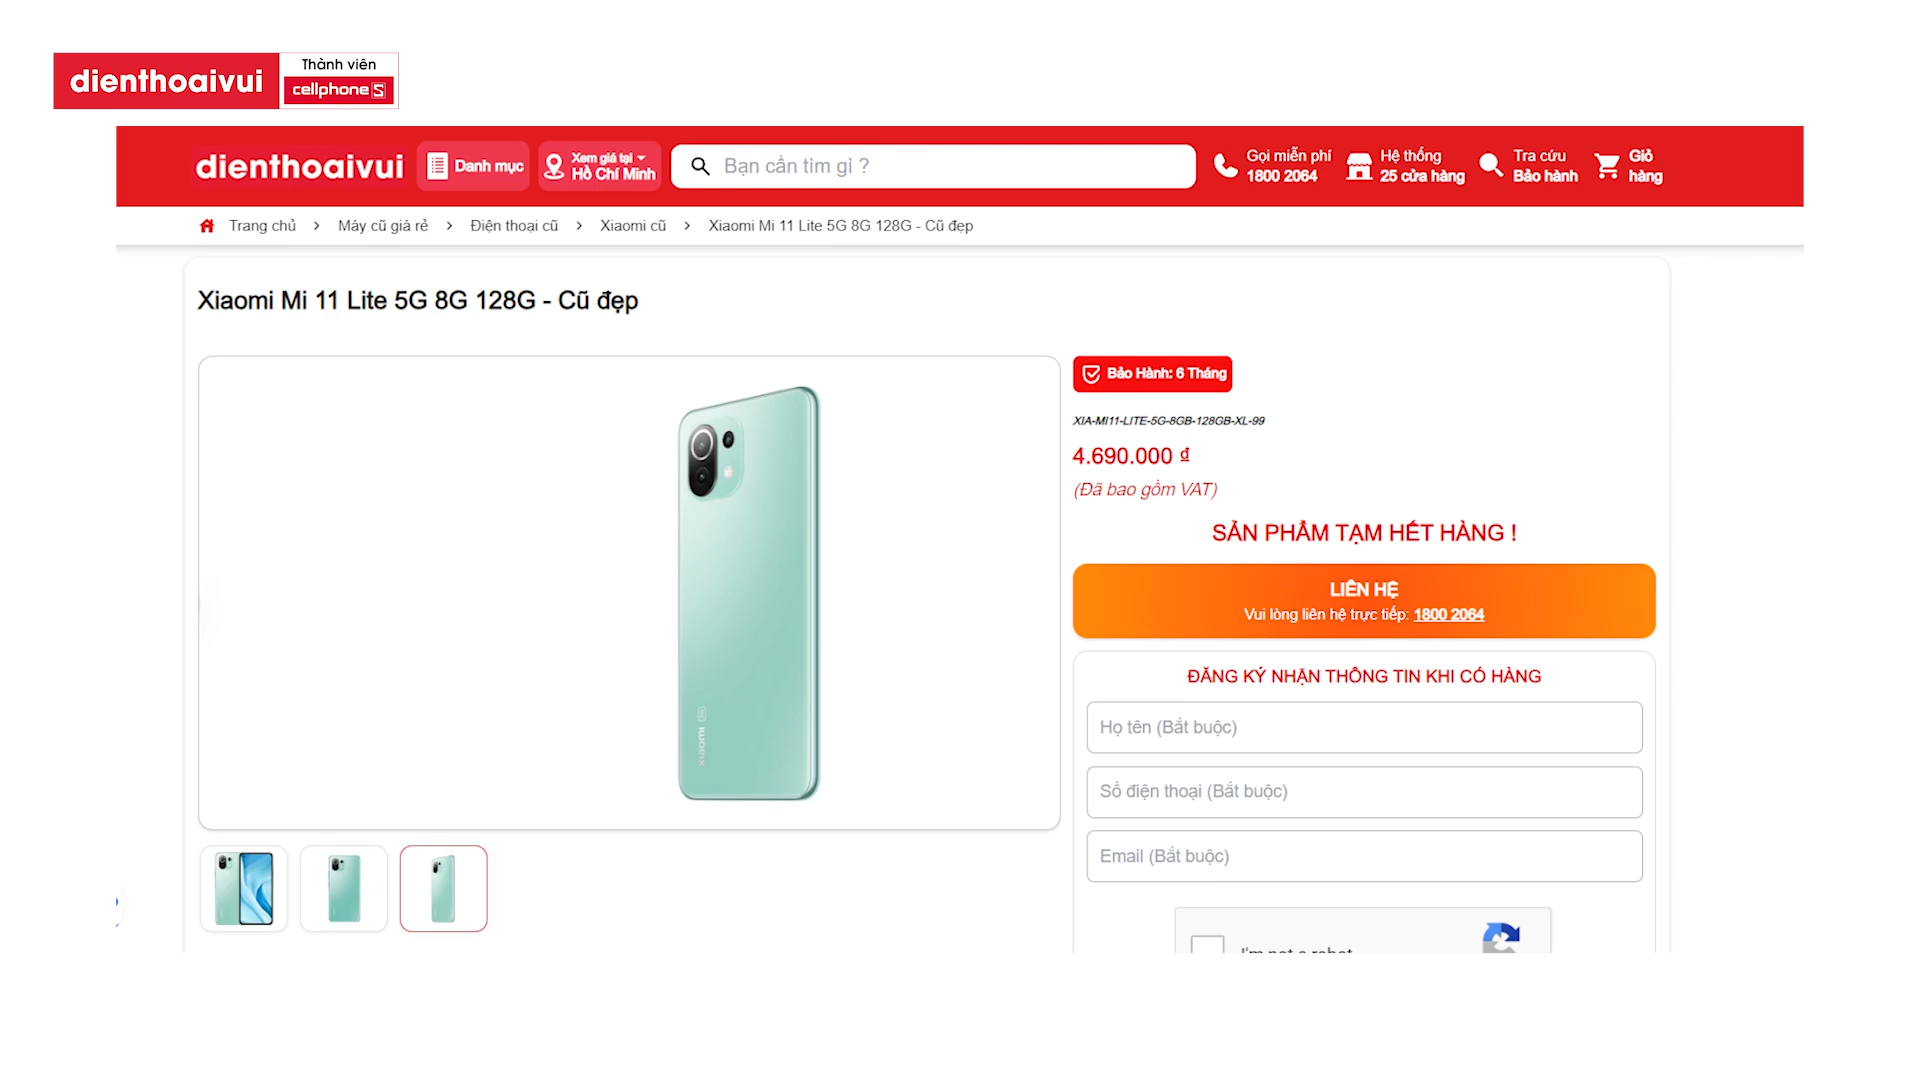 dienthoaivui
Thành viên
cellphoneS
dienthoaivui
Danh mục
Xem giá tại
Hồ Chí Minh
Bạn cần tìm gì ?
Gọi miễn phí
1800 2064
Hệ thống
25 cửa hàng
Tra cứu
Bảo hành
Giỏ
hàng
Trang chủ > Máy cũ giá rẻ > Điện thoại cũ > Xiaomi cũ > Xiaomi Mi 11 Lite 5G 8G 128G - Cũ đẹp
Xiaomi Mi 11 Lite 5G 8G 128G - Cũ đẹp
xiaomi
Bảo Hành: 6 Tháng
XIA-MI11-LITE-5G-8GB-128GB-XL-99
4.690.000 ₫
(Đã bao gồm VAT)
SẢN PHẨM TẠM HẾT HÀNG !
LIÊN HỆ
Vui lòng liên hệ trực tiếp: 1800 2064
ĐĂNG KÝ NHẬN THÔNG TIN KHI CÓ HÀNG
Họ tên (Bắt buộc)
Số điện thoại (Bắt buộc)
Email (Bắt buộc)
I'm not a robot